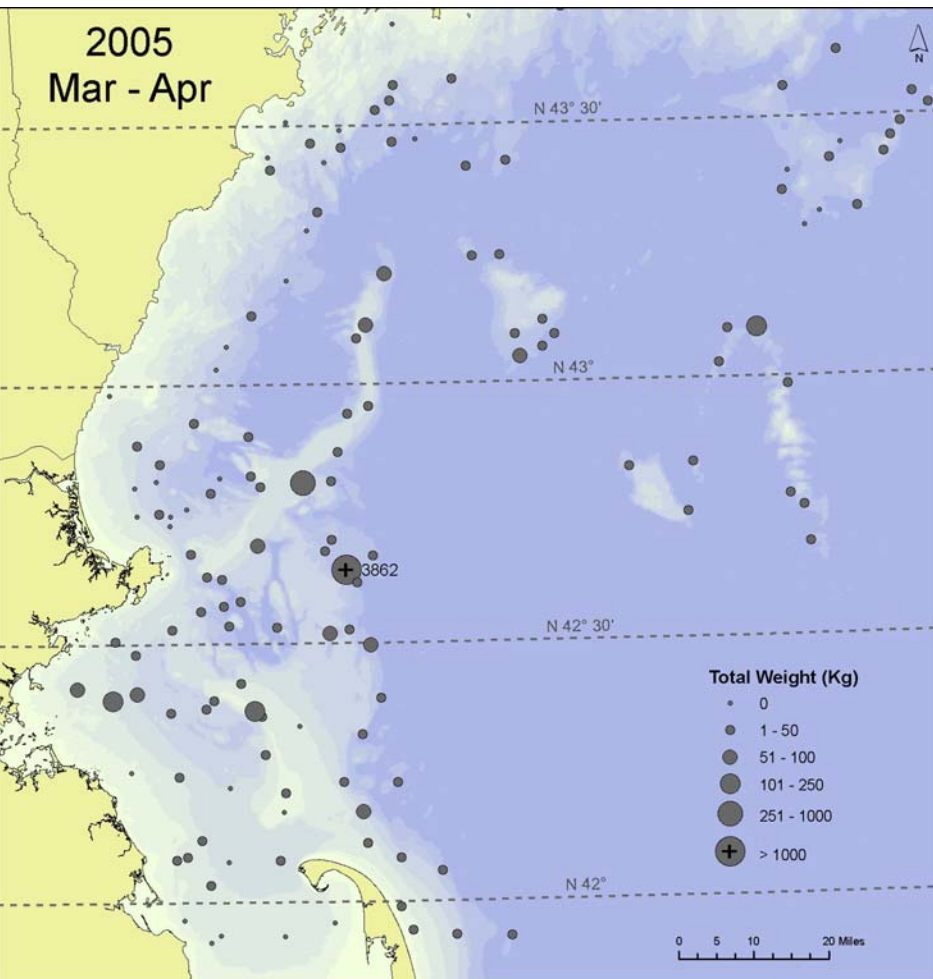 2005
Mar - Apr
N
N 43° 30'
N 43°
3862
N 42° 30'
Total Weight (Kg)
0
1 - 50
51 - 100
101 - 250
251 - 1000
> 1000
N 42°
0 5 10 20 Miles